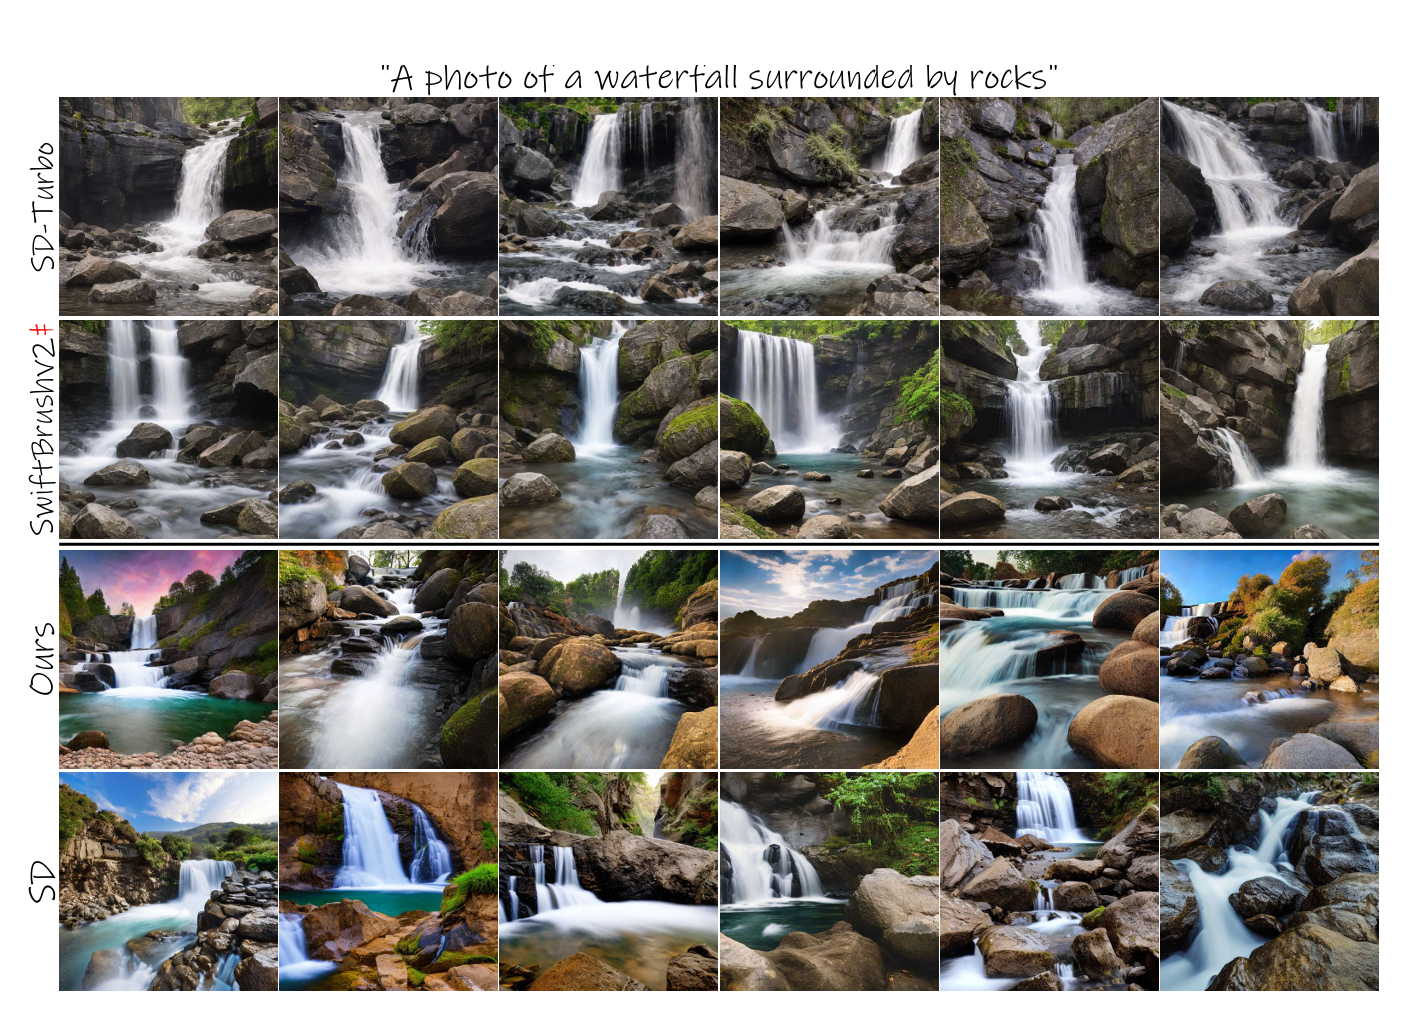 "A photo of a waterfall surrounded by rocks"
SD-Turbo
SwiftBrushv2‡
Ours
SD